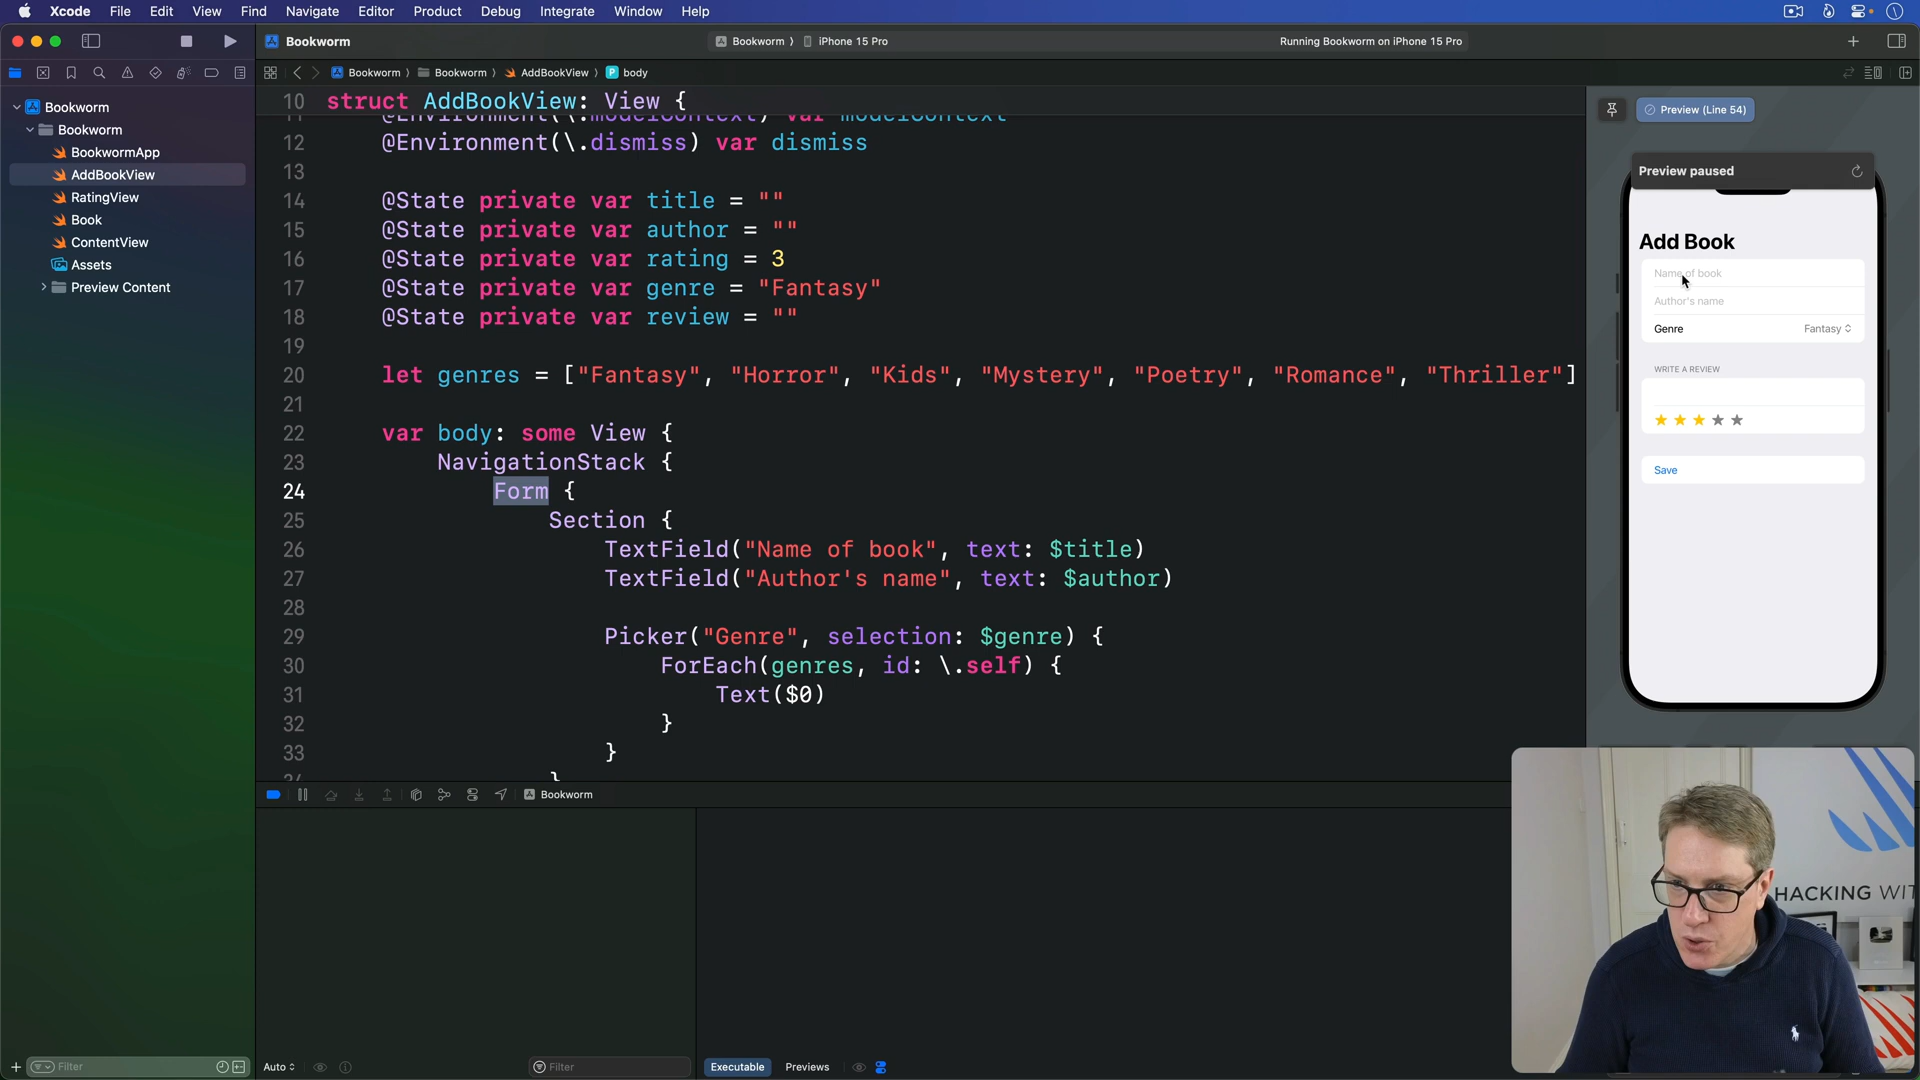 Xcode File Edit View Find Navigate Editor Product Debug Integrate Window Help
Bookworm
Bookworm iPhone 15 Pro
Running Bookworm on iPhone 15 Pro
Bookworm Bookworm AddBookView P body
Bookworm
Bookworm
BookwormApp
AddBookView
RatingView
Book
ContentView
Assets
Preview Content
10 struct AddBookView: View {
@Environment(\.modelContext) var modelContext
12 @Environment(\.dismiss) var dismiss
13
14 @State private var title = ""
15 @State private var author = ""
16 @State private var rating = 3
17 @State private var genre = "Fantasy"
18 @State private var review = ""
19
20 let genres = ["Fantasy", "Horror", "Kids", "Mystery", "Poetry", "Romance", "Thriller"]
21
22 var body: some View {
23 NavigationStack {
24 Form {
25 Section {
26 TextField("Name of book", text: $title)
27 TextField("Author's name", text: $author)
28
29 Picker("Genre", selection: $genre) {
30 ForEach(genres, id: \.self) {
31 Text($0)
32 }
33 }
34 }
Preview (Line 54)
Preview paused
Add Book
Name of book
Author's name
Genre Fantasy
WRITE A REVIEW
Save
Bookworm
HACKING WIT
Filter
Auto
Filter
Executable Previews